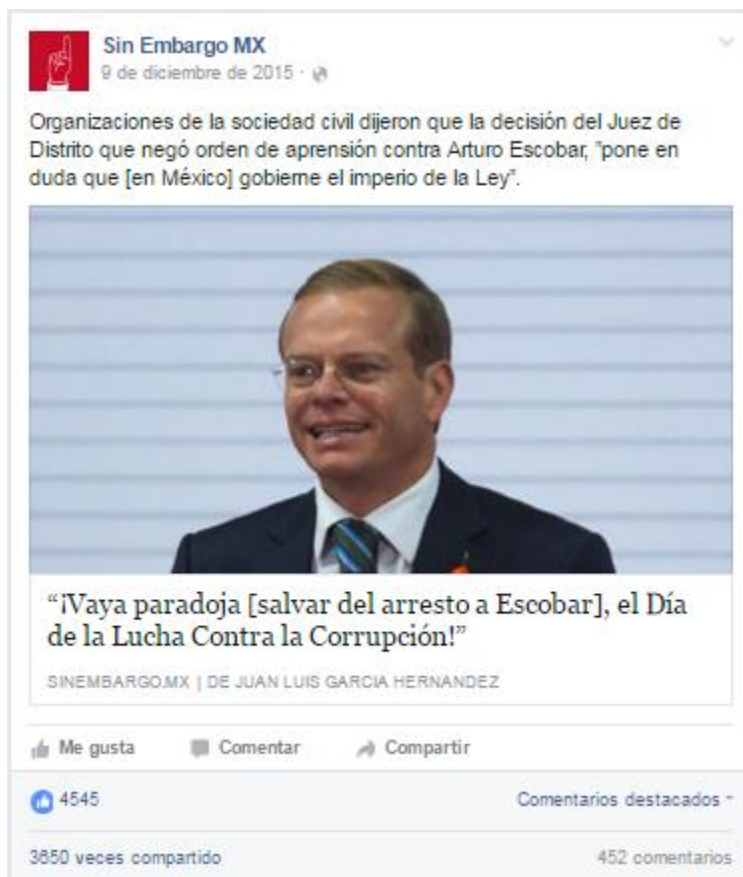 Sin Embargo MX
9 de diciembre de 2015 ·
Organizaciones de la sociedad civil dijeron que la decisión del Juez de
Distrito que negó orden de aprensión contra Arturo Escobar, "pone en
duda que [en México] gobierne el imperio de la Ley".
“¡Vaya paradoja [salvar del arresto a Escobar], el Día
de la Lucha Contra la Corrupción!”
SINEMBARGO.MX | DE JUAN LUIS GARCIA HERNANDEZ
Me gusta Comentar Compartir
4545 Comentarios destacados
3650 veces compartido 452 comentarios